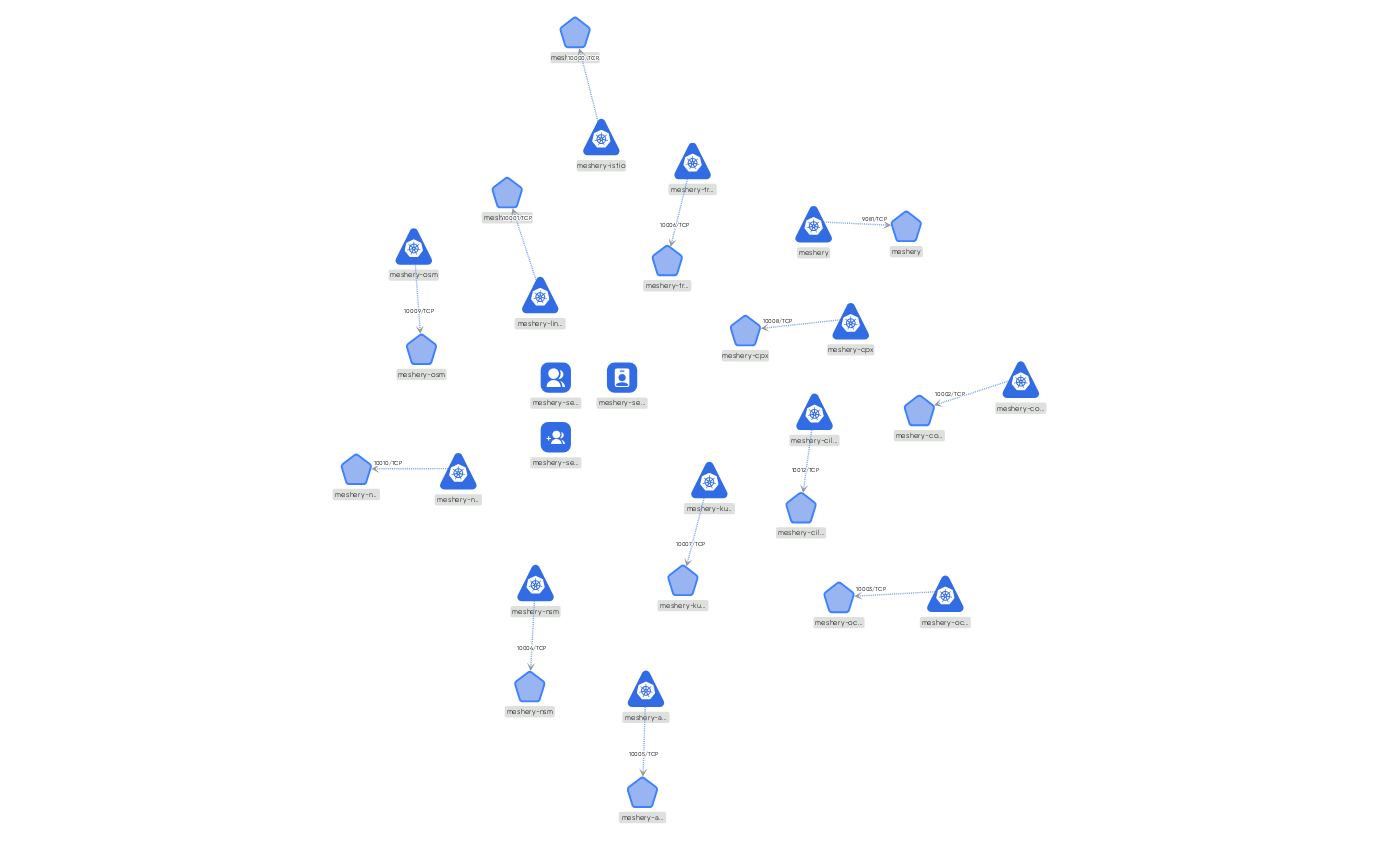 meshery-istio
meshery-tr...
10006/TCP
meshery-tr...
9081/TCP
meshery
meshery
meshery-osm
10009/TCP
meshery-osm
10001/TCP
meshery-lin...
10008/TCP
meshery-cpx
meshery-cpx
10002/TCP
meshery-co...
meshery-co...
meshery-se...
meshery-se...
meshery-se...
meshery-cil...
10012/TCP
meshery-cil...
10010/TCP
meshery-n...
meshery-n...
meshery-ku...
10007/TCP
meshery-ku...
meshery-nsm
10004/TCP
meshery-nsm
10003/TCP
meshery-oc...
meshery-oc...
meshery-a...
10005/TCP
meshery-a...